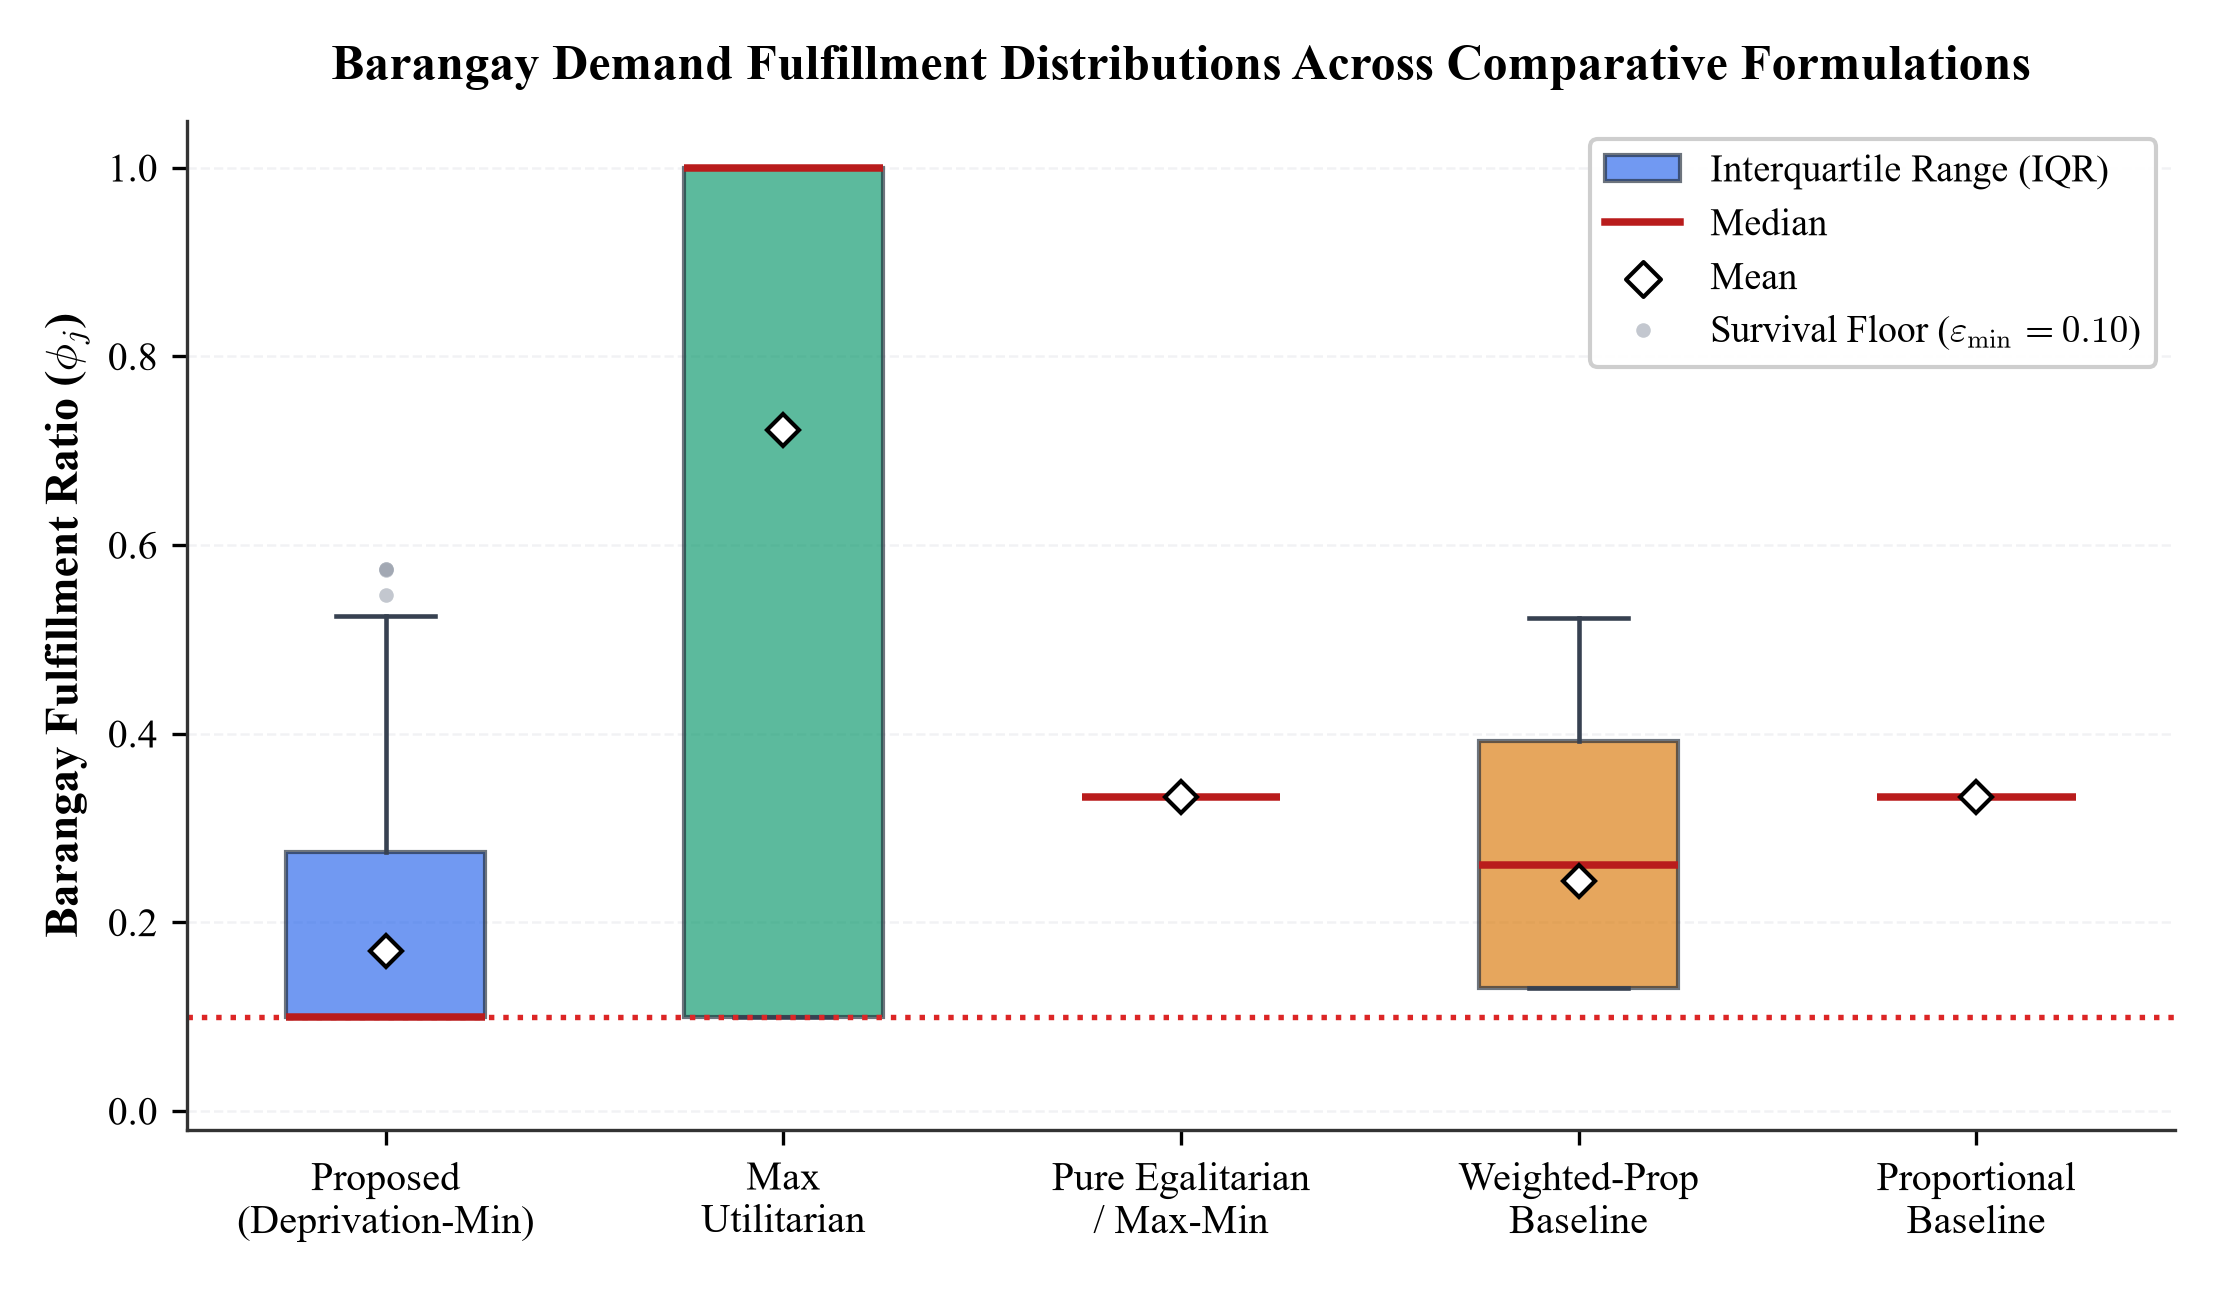 Barangay Demand Fulfillment Distributions Across Comparative Formulations
Barangay Fulfillment Ratio (ϕⱼ)
1.0
0.8
0.6
0.4
0.2
0.0
Interquartile Range (IQR)
Median
Mean
Survival Floor (ε_min = 0.10)
Proposed
(Deprivation-Min)
Max
Utilitarian
Pure Egalitarian
/ Max-Min
Weighted-Prop
Baseline
Proportional
Baseline